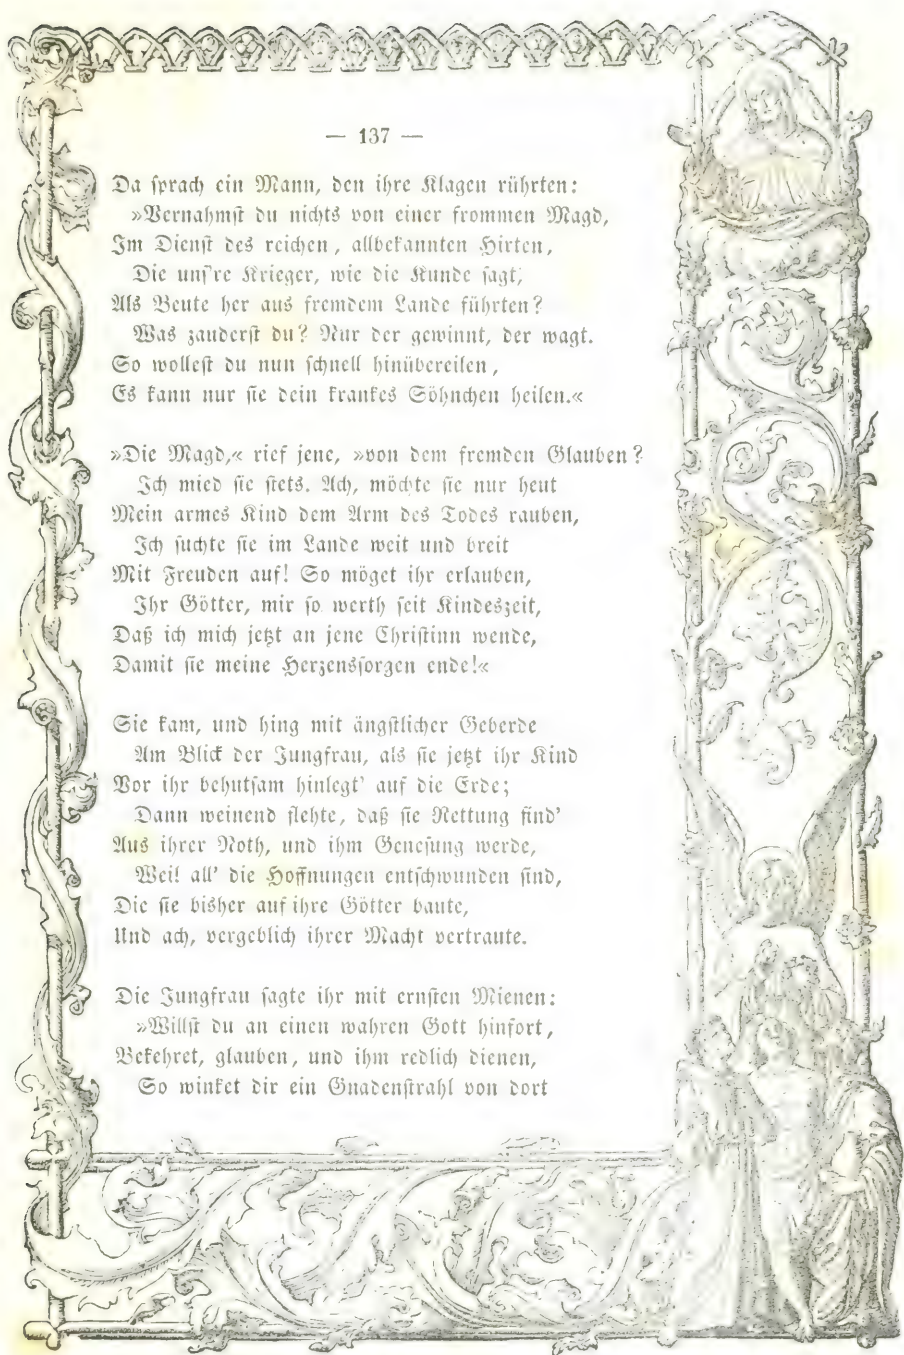 — 137 —
Da sprach ein Mann, den ihre Klagen rührten:
»Vernahmst du nichts von einer frommen Magd,
Im Dienst des reichen, allbekannten Hirten,
Die uns're Krieger, wie die Kunde sagt,
Als Beute her aus fremdem Lande führten?
Was zauderst du? Nur der gewinnt, der wagt.
So wollest du nun schnell hinübereilen,
Es kann nur sie dein krankes Söhnchen heilen.«
»Die Magd,« rief jene, »von dem fremden Glauben?
Ich mied sie stets. Ach, möchte sie nur heut
Mein armes Kind dem Arm des Todes rauben,
Ich suchte sie im Lande weit und breit
Mit Freuden auf! So möget ihr erlauben,
Ihr Götter, mir so werth seit Kindeszeit,
Daß ich mich jetzt an jene Christinn wende,
Damit sie meine Herzenssorgen ende!«
Sie kam, und hing mit ängstlicher Geberde
Am Blick der Jungfrau, als sie jetzt ihr Kind
Vor ihr behutsam hinlegt' auf die Erde;
Dann weinend flehte, daß sie Rettung find'
Aus ihrer Noth, und ihm Genesung werde,
Weil all' die Hoffnungen entschwunden sind,
Die sie bisher auf ihre Götter baute,
Und ach, vergeblich ihrer Macht vertraute.
Die Jungfrau sagte ihr mit ernsten Mienen:
»Willst du an einen wahren Gott hinfort,
Bekehret, glauben, und ihm redlich dienen,
So winket dir ein Gnadenstrahl von dort